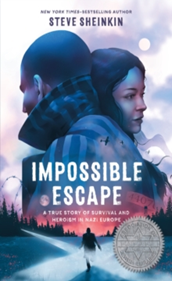 NEW YORK TIMES–BESTSELLING AUTHOR
STEVE SHEINKIN
IMPOSSIBLE
ESCAPE
A TRUE STORY OF SURVIVAL AND
HEROISM IN NAZI EUROPE